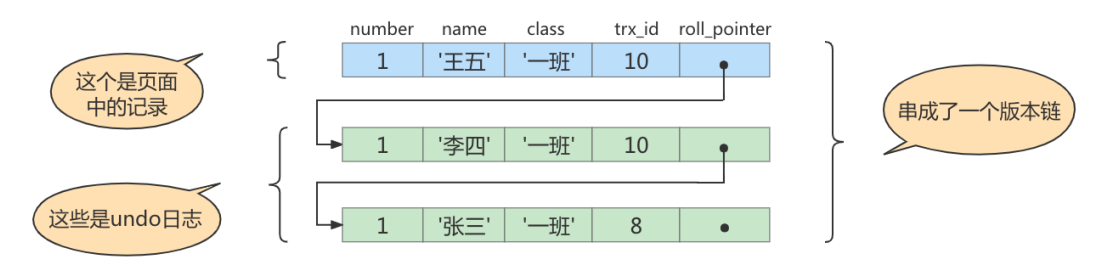 number name class trx_id roll_pointer
1 '王五' '一班' 10
这个是页面
中的记录
串成了一个版本链
1 '李四' '一班' 10
这些是undo日志
1 '张三' '一班' 8